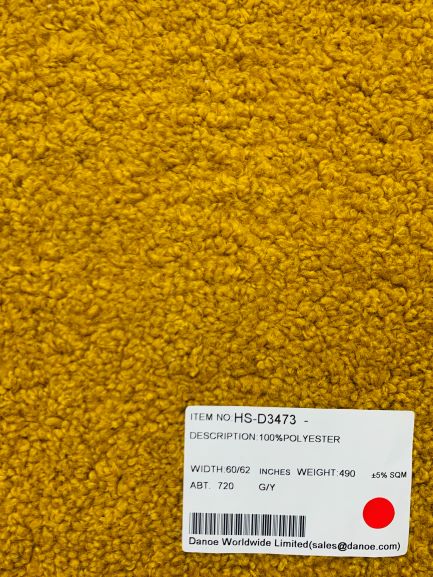 ITEM NO:HS-D3473 -
DESCRIPTION:100%POLYESTER
WIDTH:60/62 INCHES WEIGHT:490 ±5% SQM
ABT. 720 G/Y
Danoe Worldwide Limited(sales@danoe.com)